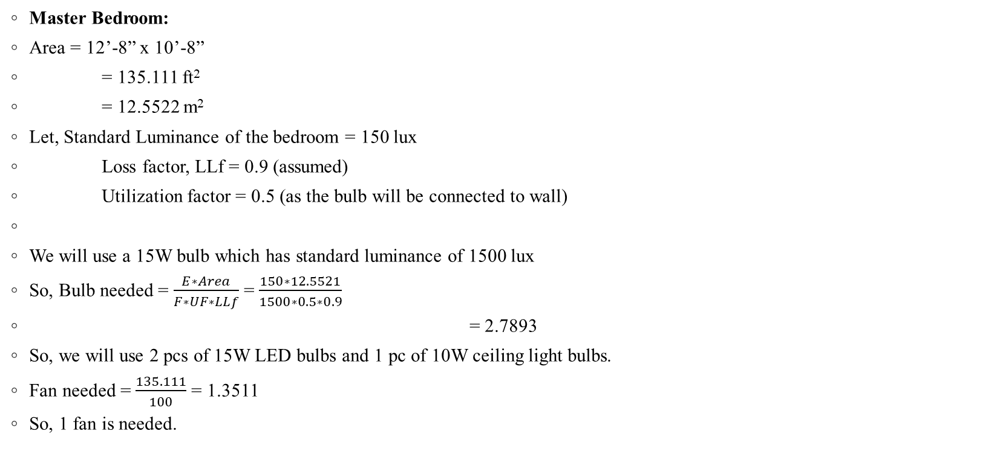 Master Bedroom:
Area = 12’-8” x 10’-8”
= 135.111 ft²
= 12.5522 m²
Let, Standard Luminance of the bedroom = 150 lux
Loss factor, LLf = 0.9 (assumed)
Utilization factor = 0.5 (as the bulb will be connected to wall)
We will use a 15W bulb which has standard luminance of 1500 lux
So, Bulb needed = E*Area / F*UF*LLf = 150*12.5521 / 1500*0.5*0.9
= 2.7893
So, we will use 2 pcs of 15W LED bulbs and 1 pc of 10W ceiling light bulbs.
Fan needed = 135.111 / 100 = 1.3511
So, 1 fan is needed.